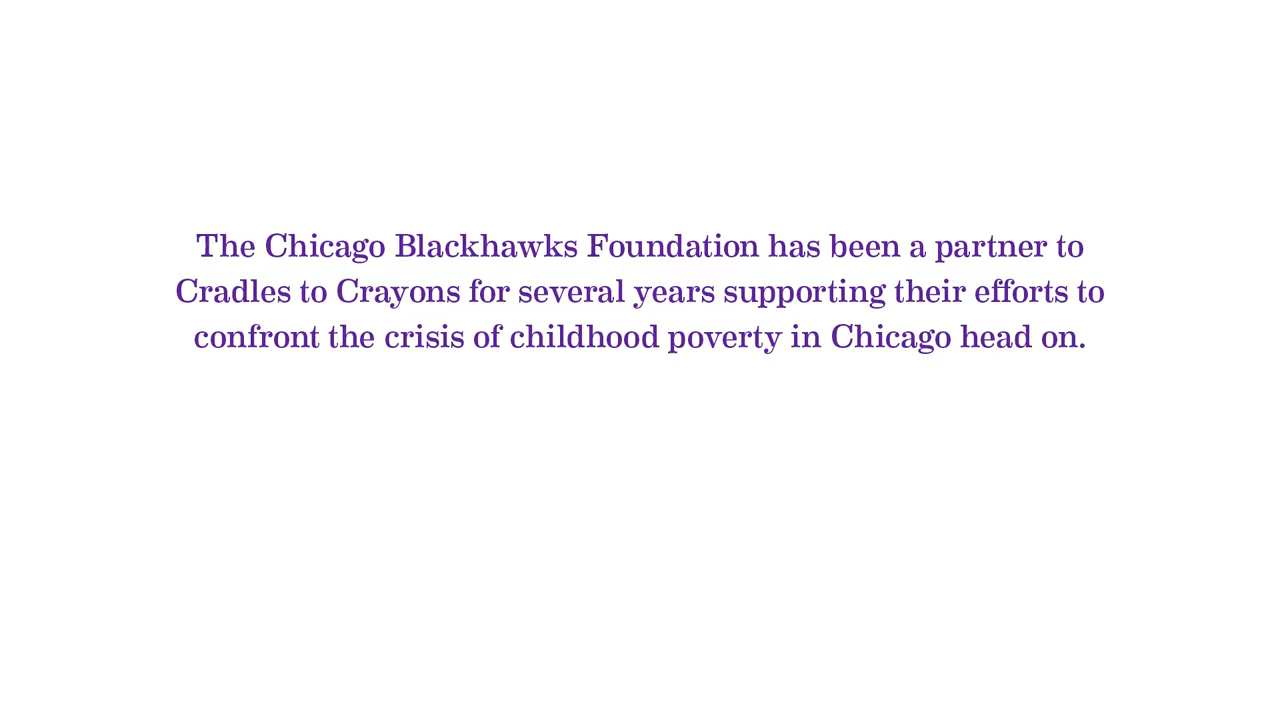 The Chicago Blackhawks Foundation has been a partner to
Cradles to Crayons for several years supporting their efforts to
confront the crisis of childhood poverty in Chicago head on.